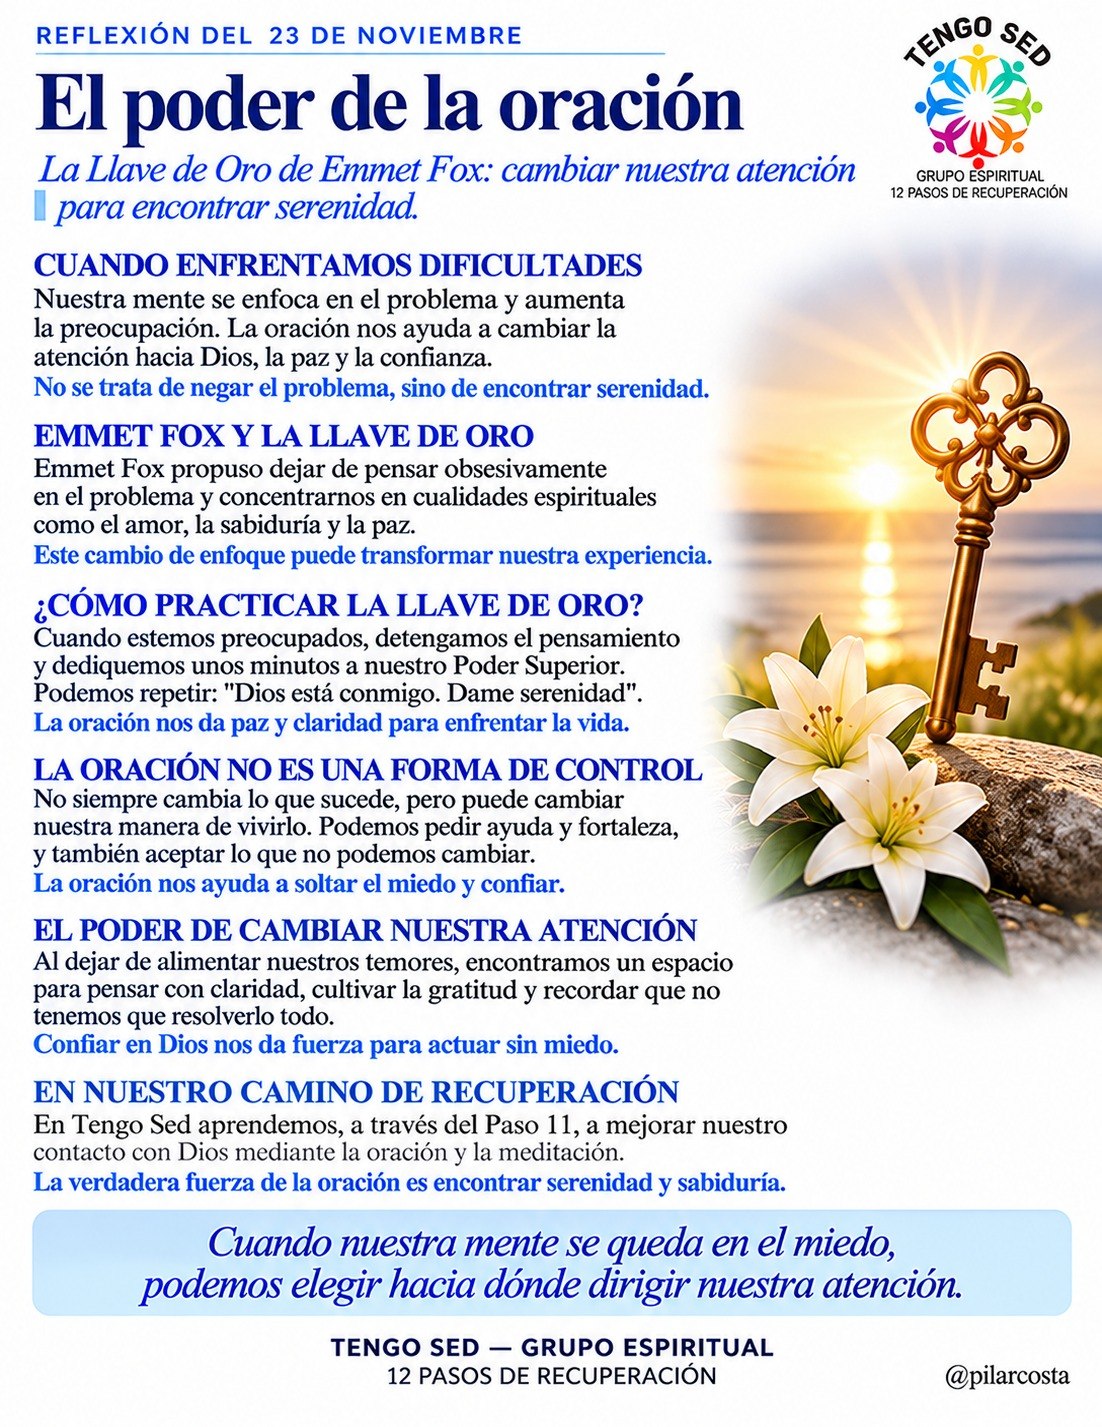 REFLEXIÓN DEL 23 DE NOVIEMBRE
TENGO SED
GRUPO ESPIRITUAL
12 PASOS DE RECUPERACIÓN
El poder de la oración
La Llave de Oro de Emmet Fox: cambiar nuestra atención
para encontrar serenidad.
CUANDO ENFRENTAMOS DIFICULTADES
Nuestra mente se enfoca en el problema y aumenta
la preocupación. La oración nos ayuda a cambiar la
atención hacia Dios, la paz y la confianza.
No se trata de negar el problema, sino de encontrar serenidad.
EMMET FOX Y LA LLAVE DE ORO
Emmet Fox propuso dejar de pensar obsesivamente
en el problema y concentrarnos en cualidades espirituales
como el amor, la sabiduría y la paz.
Este cambio de enfoque puede transformar nuestra experiencia.
¿CÓMO PRACTICAR LA LLAVE DE ORO?
Cuando estemos preocupados, detengamos el pensamiento
y dediquemos unos minutos a nuestro Poder Superior.
Podemos repetir: "Dios está conmigo. Dame serenidad".
La oración nos da paz y claridad para enfrentar la vida.
LA ORACIÓN NO ES UNA FORMA DE CONTROL
No siempre cambia lo que sucede, pero puede cambiar
nuestra manera de vivirlo. Podemos pedir ayuda y fortaleza,
y también aceptar lo que no podemos cambiar.
La oración nos ayuda a soltar el miedo y confiar.
EL PODER DE CAMBIAR NUESTRA ATENCIÓN
Al dejar de alimentar nuestros temores, encontramos un espacio
para pensar con claridad, cultivar la gratitud y recordar que no
tenemos que resolverlo todo.
Confiar en Dios nos da fuerza para actuar sin miedo.
EN NUESTRO CAMINO DE RECUPERACIÓN
En Tengo Sed aprendemos, a través del Paso 11, a mejorar nuestro
contacto con Dios mediante la oración y la meditación.
La verdadera fuerza de la oración es encontrar serenidad y sabiduría.
Cuando nuestra mente se queda en el miedo,
podemos elegir hacia dónde dirigir nuestra atención.
TENGO SED — GRUPO ESPIRITUAL
12 PASOS DE RECUPERACIÓN
@pilarcosta